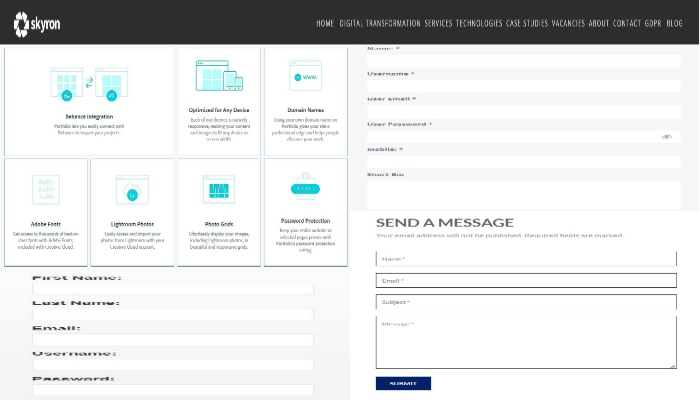 skyron
HOME DIGITAL TRANSFORMATION SERVICES TECHNOLOGIES CASE STUDIES VACANCIES ABOUT CONTACT GDPR BLOG
Behance Integration
Portfolio lets you easily connect with
Behance to import your projects.
Optimized for Any Device
Each of our themes is natively
responsive, resizing your content
and images to fit any device or
screen width.
WWW.
Domain Names
Using your own domain name on
Portfolio gives your site a
professional edge and helps people
discover your work.
Adobe Fonts
Get access to thousands of best-in-
class fonts with Adobe Fonts,
included with Creative Cloud.
Lightroom Photos
Easily access and import your
photos from Lightroom with your
Creative Cloud account.
Photo Grids
Effortlessly display your images,
including Lightroom photos, in
beautiful and responsive grids.
Password Protection
Keep your entire website or
selected pages private with
Portfolio's password protection
setting.
Name: *
Username *
User email *
User Password *
Mobile: *
Short Bio
SEND A MESSAGE
Your email address will not be published. Required fields are marked
Name *
Email *
Subject *
Message *
SUBMIT
First Name:
Last Name:
Email:
Username:
Password: